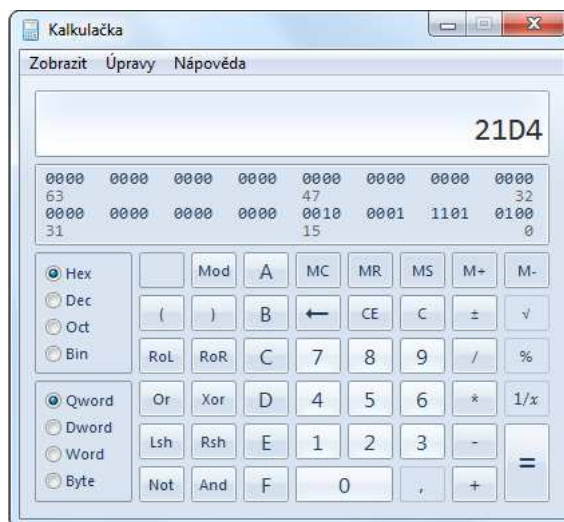 Kalkulačka
Zobrazit Úpravy Nápověda
21D4
0000 0000 0000 0000 0000 0000 0000 0000
63 47 32
0000 0000 0000 0000 0010 0001 1101 0100
31 15 0
Hex Mod A MC MR MS M+ M-
Dec ( ) B ← CE C ± √
Oct
Bin RoL RoR C 7 8 9 / %
Qword Or Xor D 4 5 6 * 1/x
Dword
Word Lsh Rsh E 1 2 3 - =
Byte Not And F 0 , +